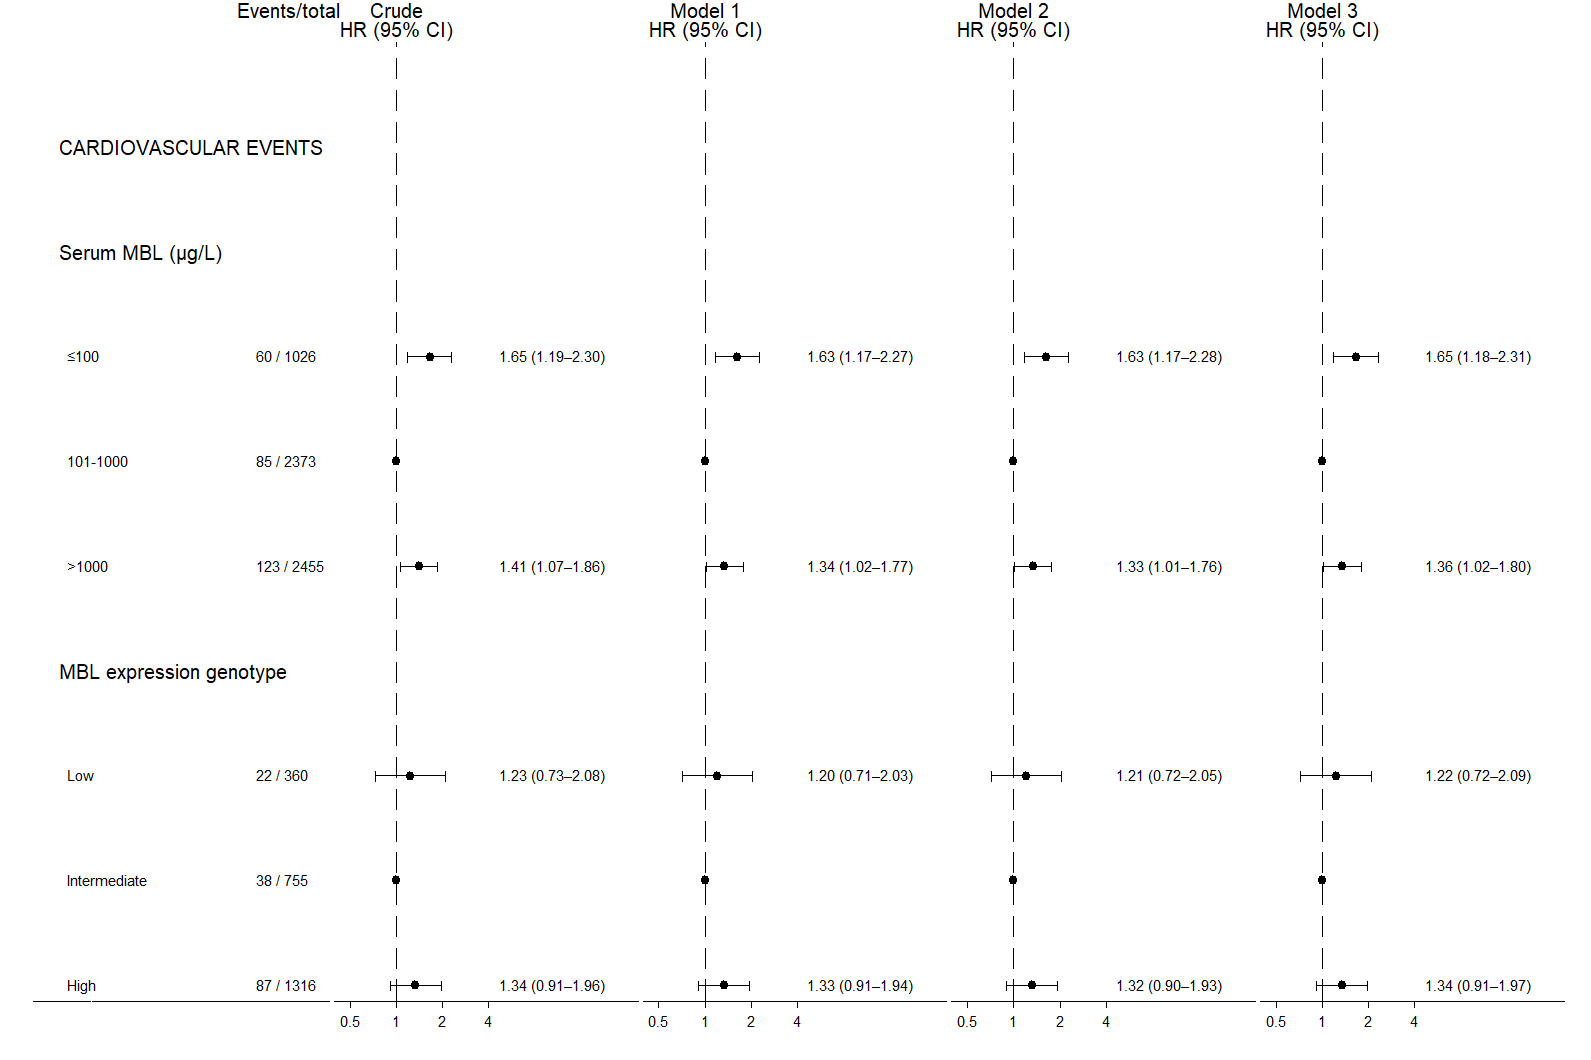 Events/total Crude Model 1 Model 2 Model 3
HR (95% CI) HR (95% CI) HR (95% CI) HR (95% CI)
CARDIOVASCULAR EVENTS
Serum MBL (µg/L)
≤100 60 / 1026 1.65 (1.19–2.30) 1.63 (1.17–2.27) 1.63 (1.17–2.28) 1.65 (1.18–2.31)
101-1000 85 / 2373
>1000 123 / 2455 1.41 (1.07–1.86) 1.34 (1.02–1.77) 1.33 (1.01–1.76) 1.36 (1.02–1.80)
MBL expression genotype
Low 22 / 360 1.23 (0.73–2.08) 1.20 (0.71–2.03) 1.21 (0.72–2.05) 1.22 (0.72–2.09)
Intermediate 38 / 755
High 87 / 1316 1.34 (0.91–1.96) 1.33 (0.91–1.94) 1.32 (0.90–1.93) 1.34 (0.91–1.97)
0.5 1 2 4 0.5 1 2 4 0.5 1 2 4 0.5 1 2 4